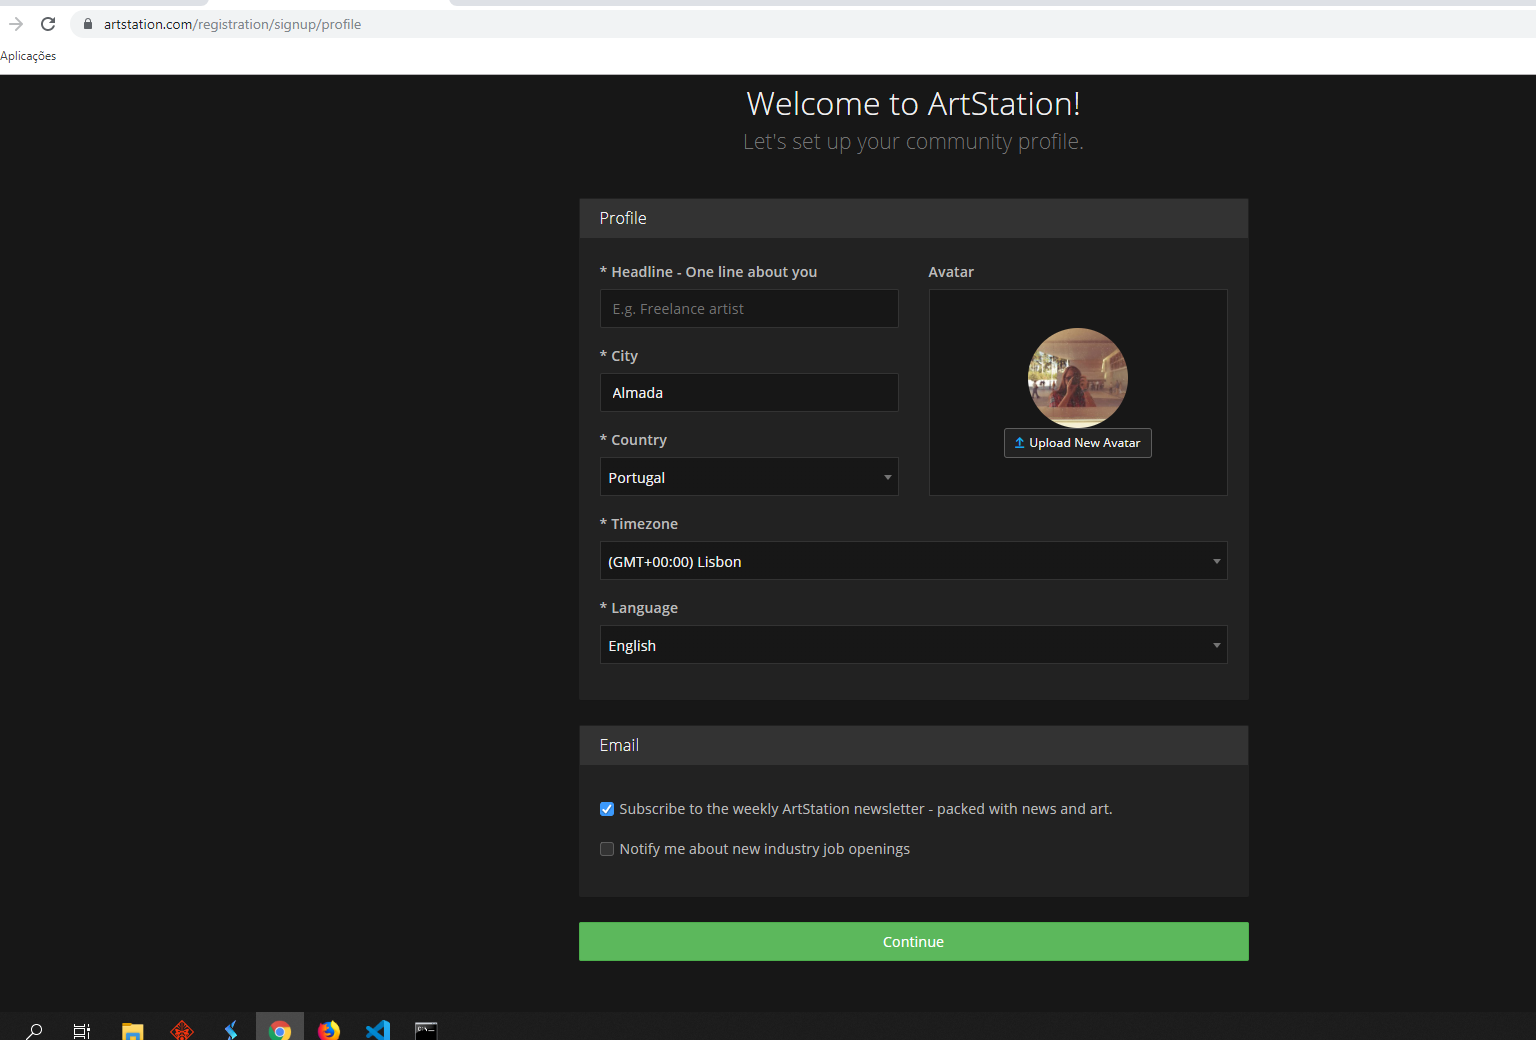 artstation.com/registration/signup/profile
Aplicações
Welcome to ArtStation!
Let's set up your community profile.
Profile
* Headline - One line about you
Avatar
E.g. Freelance artist
* City
Almada
* Country
Upload New Avatar
Portugal
* Timezone
(GMT+00:00) Lisbon
* Language
English
Email
Subscribe to the weekly ArtStation newsletter - packed with news and art.
Notify me about new industry job openings
Continue